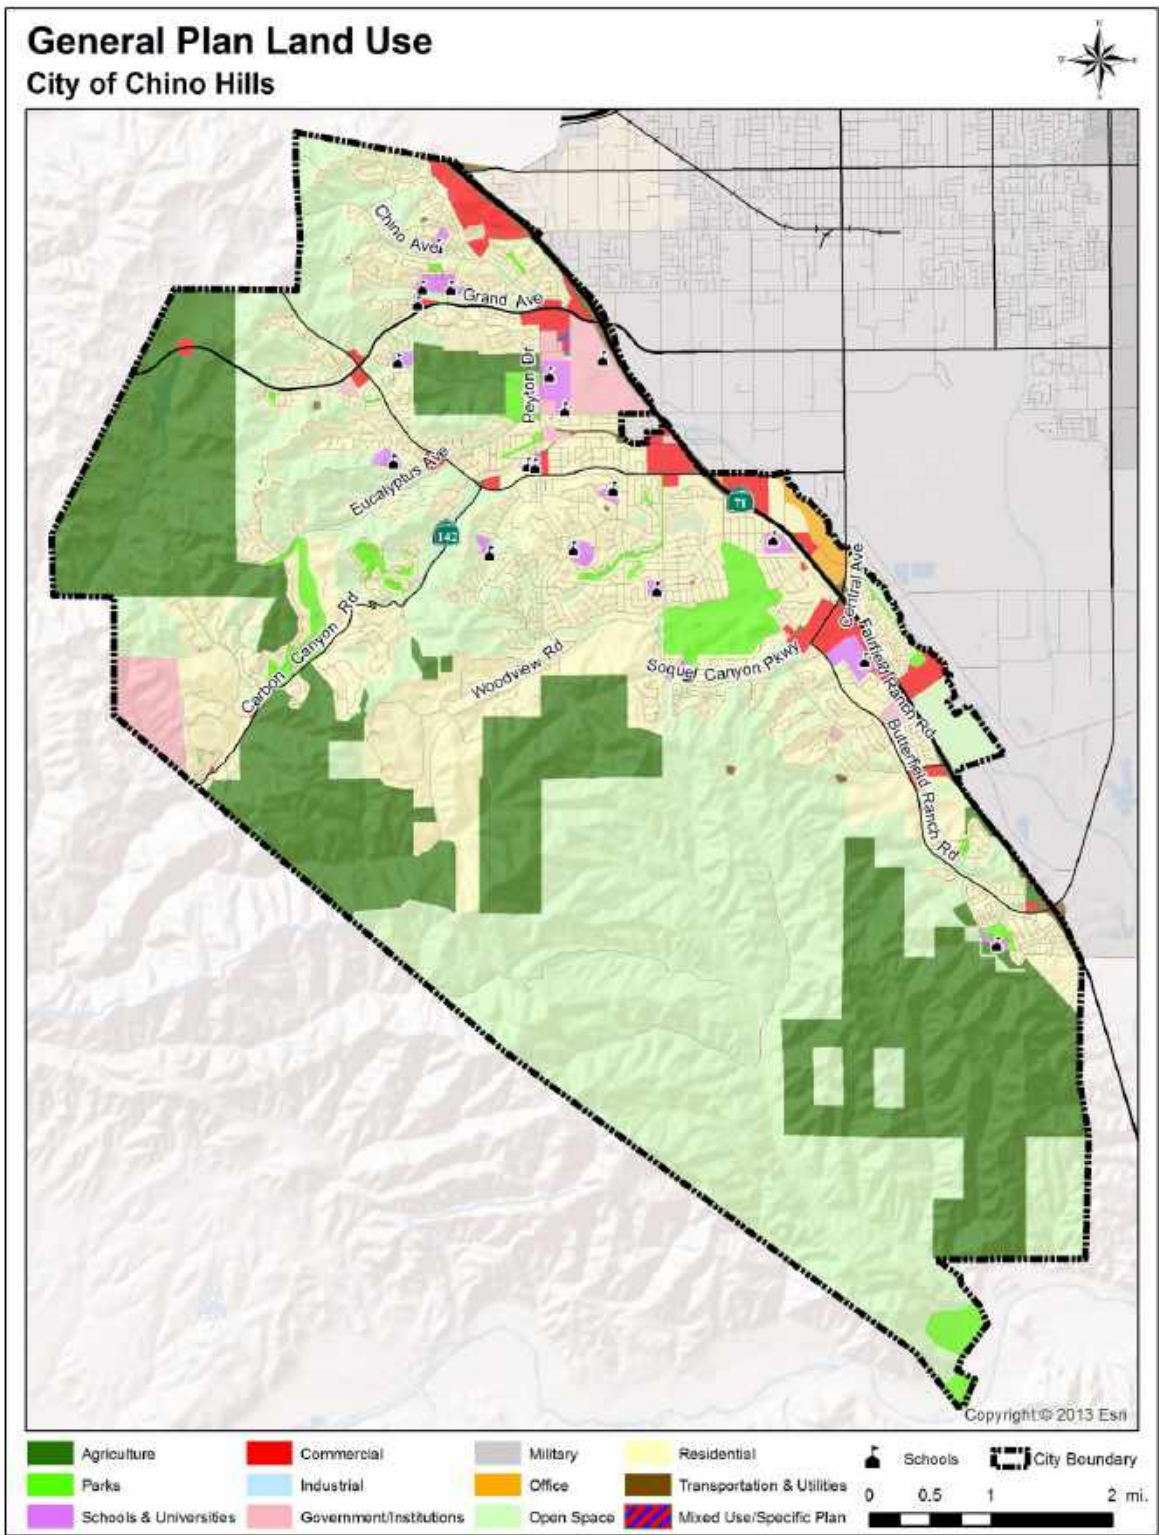 General Plan Land Use
City of Chino Hills
N
Chino Ave
Grand Ave
Peyton Dr
Eucalyptus Ave
71
142
Central Ave
Carbon Canyon Rd
Woodview Rd
Soquel Canyon Pkwy
Fairfield Ranch Rd
Butterfield Ranch Rd
Copyright:© 2013 Esri
Agriculture
Commercial
Military
Residential
Schools
City Boundary
Parks
Industrial
Office
Transportation & Utilities
0 0.5 1 2 mi.
Schools & Universities
Government/Institutions
Open Space
Mixed Use/Specific Plan